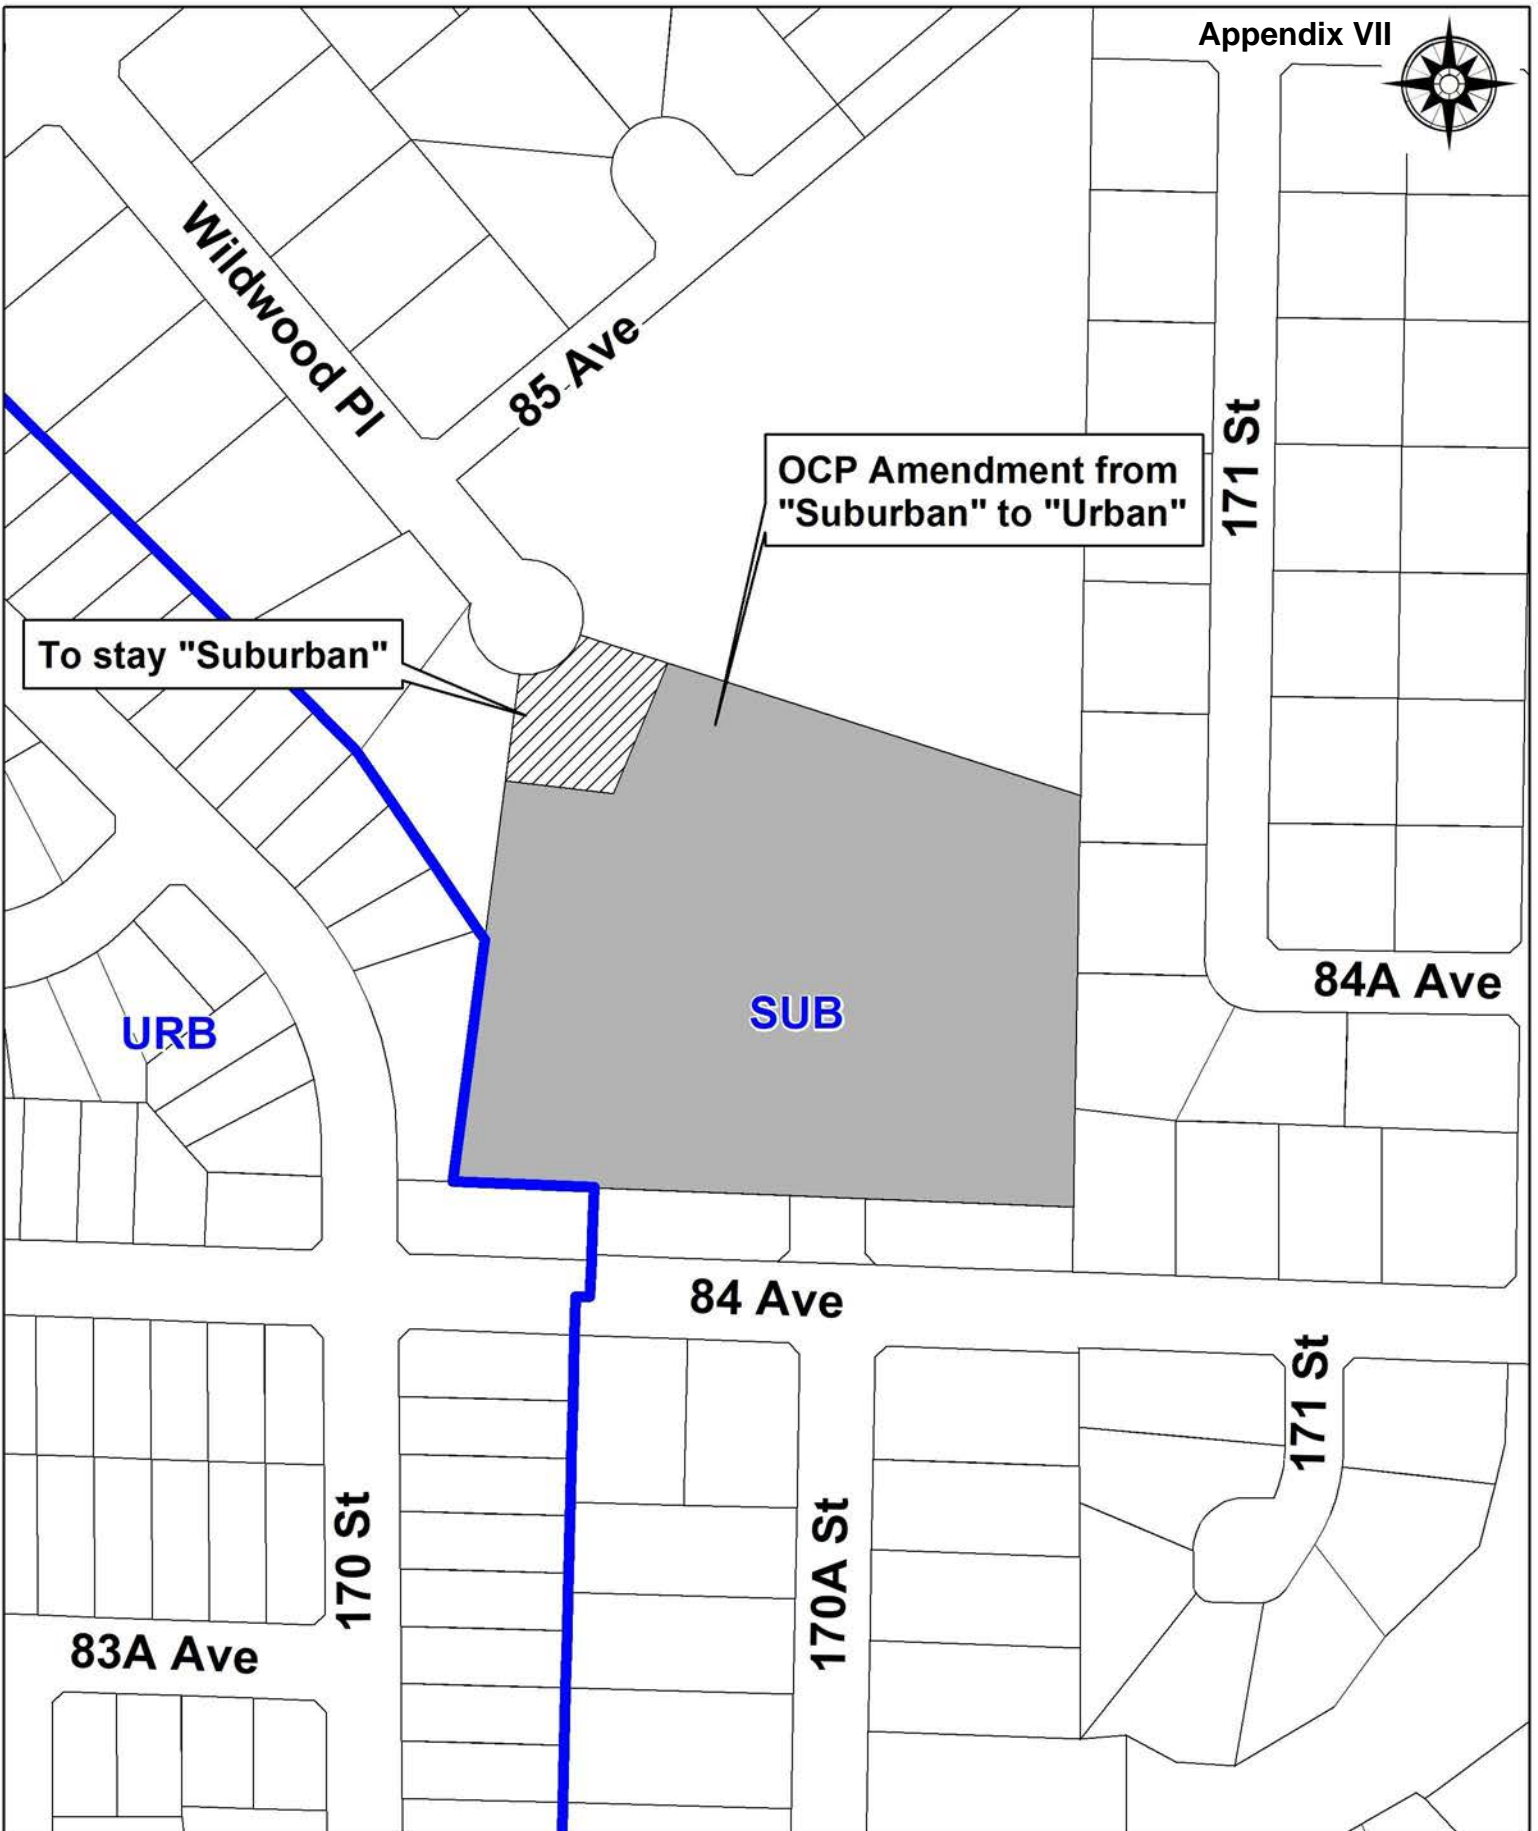 Appendix VII
Wildwood Pl
85 Ave
OCP Amendment from
"Suburban" to "Urban"
171 St
To stay "Suburban"
84A Ave
SUB
URB
84 Ave
171 St
170 St
170A St
83A Ave